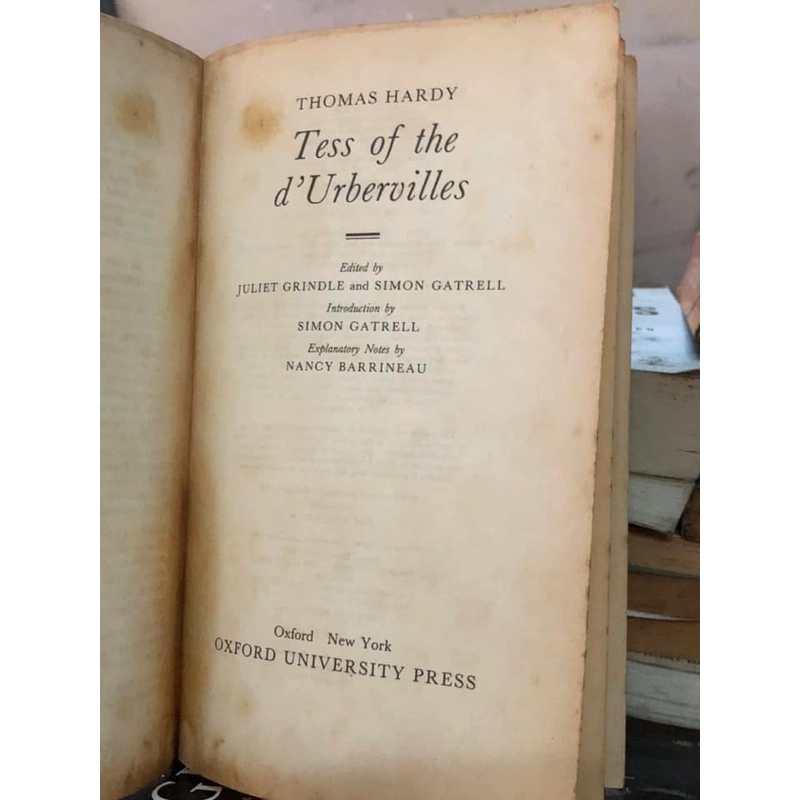 THOMAS HARDY
Tess of the
d'Urbervilles
Edited by
JULIET GRINDLE and SIMON GATRELL
Introduction by
SIMON GATRELL
Explanatory Notes by
NANCY BARRINEAU
Oxford New York
OXFORD UNIVERSITY PRESS